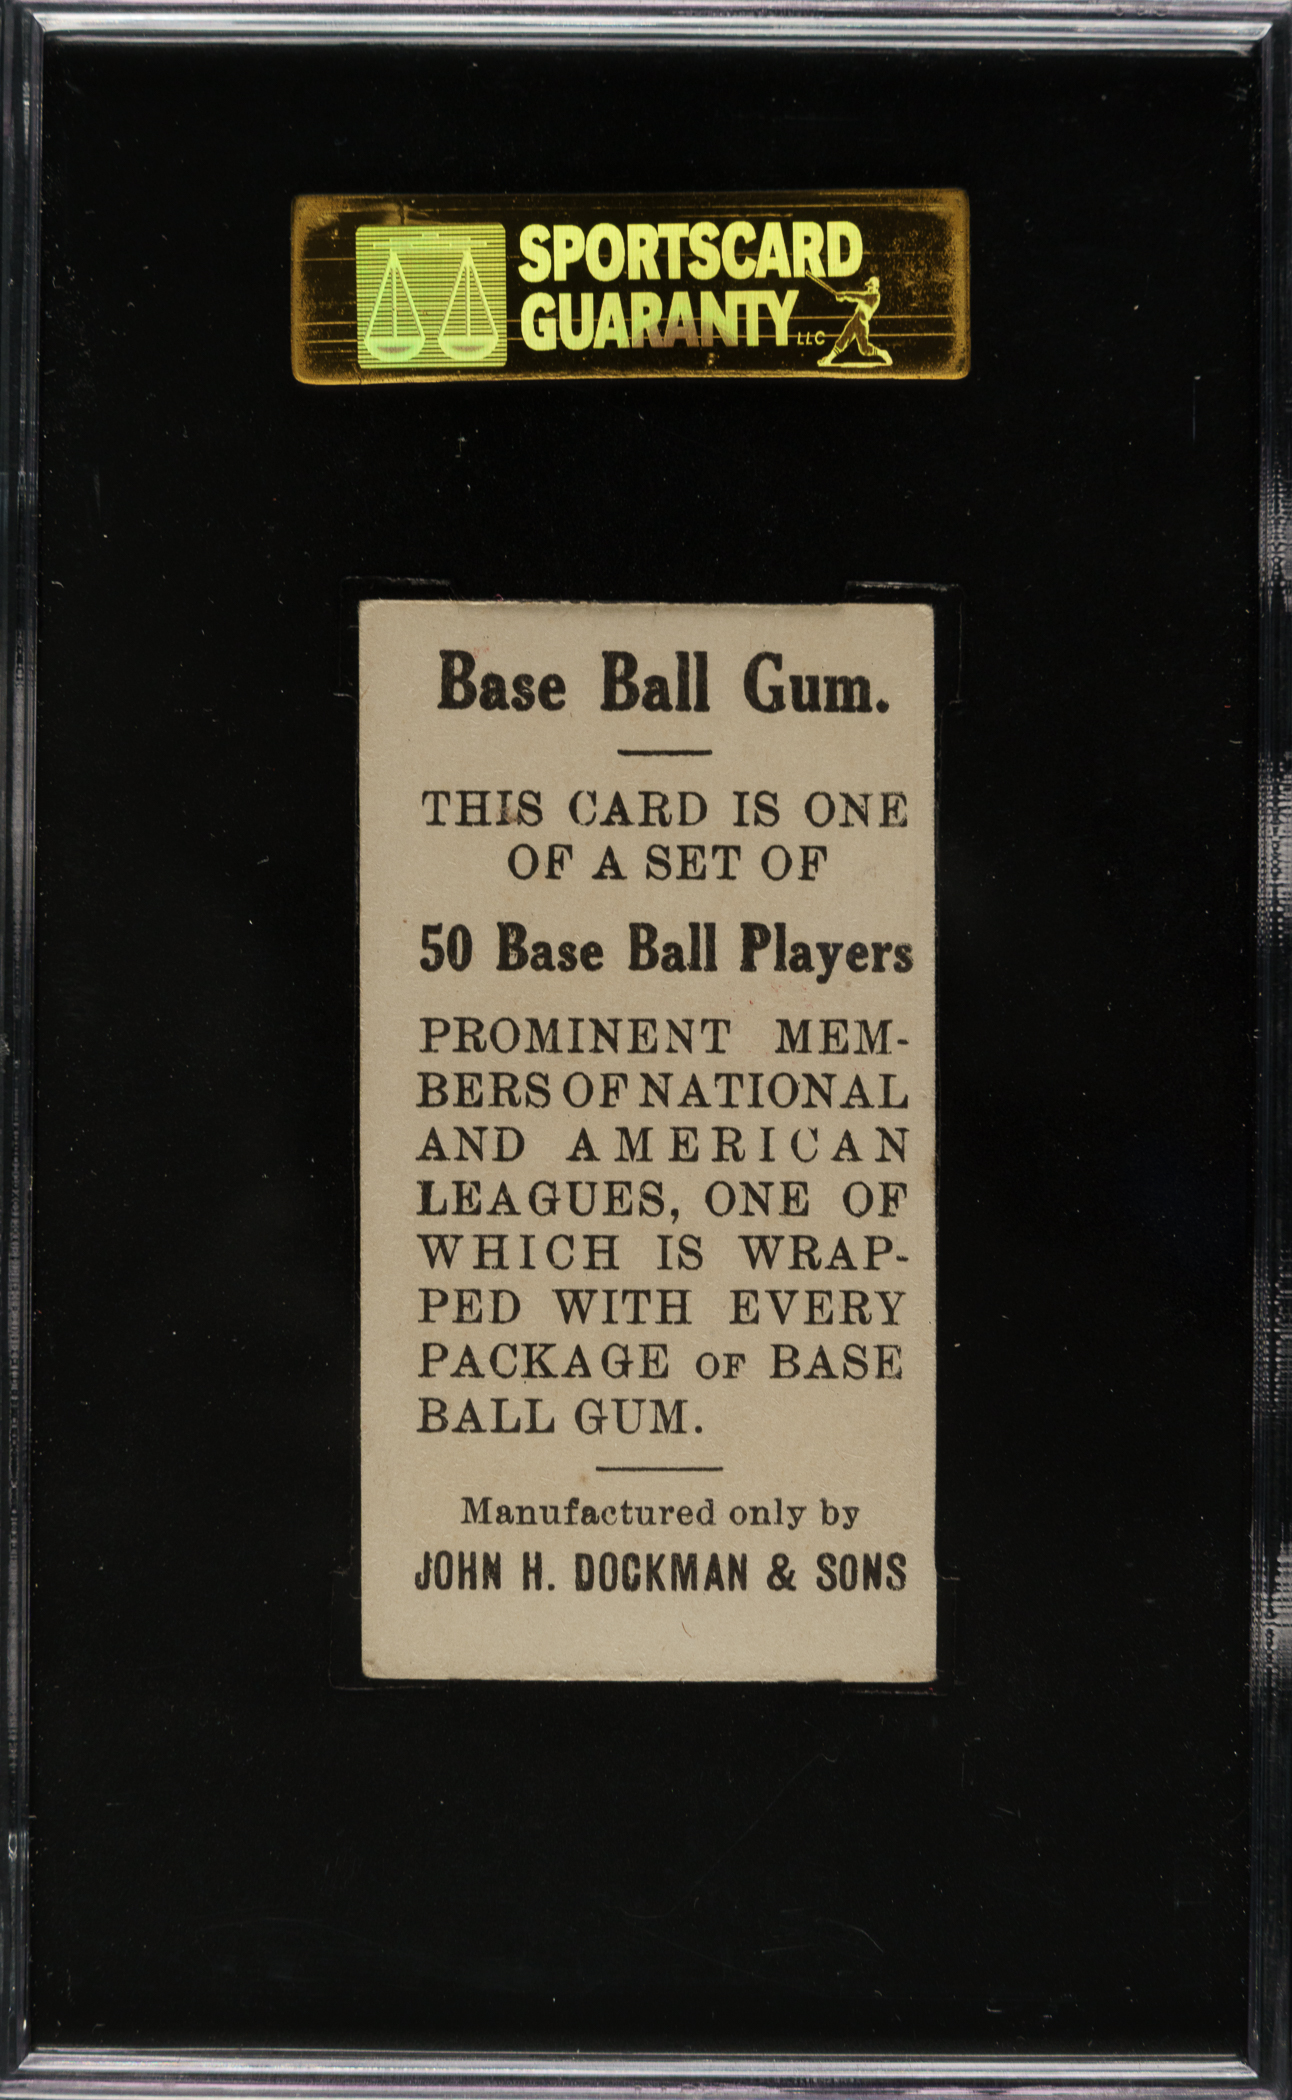 SPORTSCARD
GUARANTY LLC
Base Ball Gum.
THIS CARD IS ONE
OF A SET OF
50 Base Ball Players
PROMINENT MEM-
BERS OF NATIONAL
AND AMERICAN
LEAGUES, ONE OF
WHICH IS WRAP-
PED WITH EVERY
PACKAGE OF BASE
BALL GUM.
Manufactured only by
JOHN H. DOCKMAN & SONS